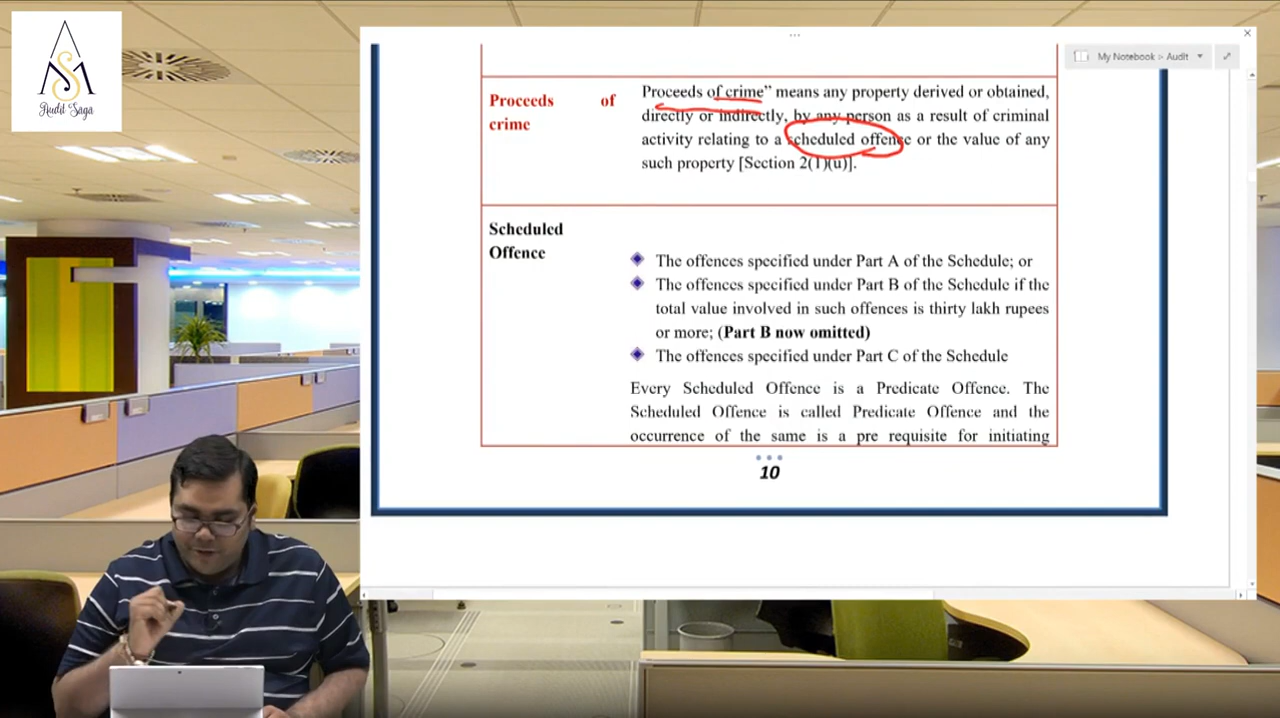 Audit Saga
My Notebook :- Audit
Proceeds of
crime
Proceeds of crime" means any property derived or obtained,
directly or indirectly, by any person as a result of criminal
activity relating to a scheduled offence or the value of any
such property [Section 2(1)(u)].
Scheduled
Offence
The offences specified under Part A of the Schedule; or
The offences specified under Part B of the Schedule if the
total value involved in such offences is thirty lakh rupees
or more; (Part B now omitted)
The offences specified under Part C of the Schedule
Every Scheduled Offence is a Predicate Offence. The
Scheduled Offence is called Predicate Offence and the
occurrence of the same is a pre requisite for initiating
10